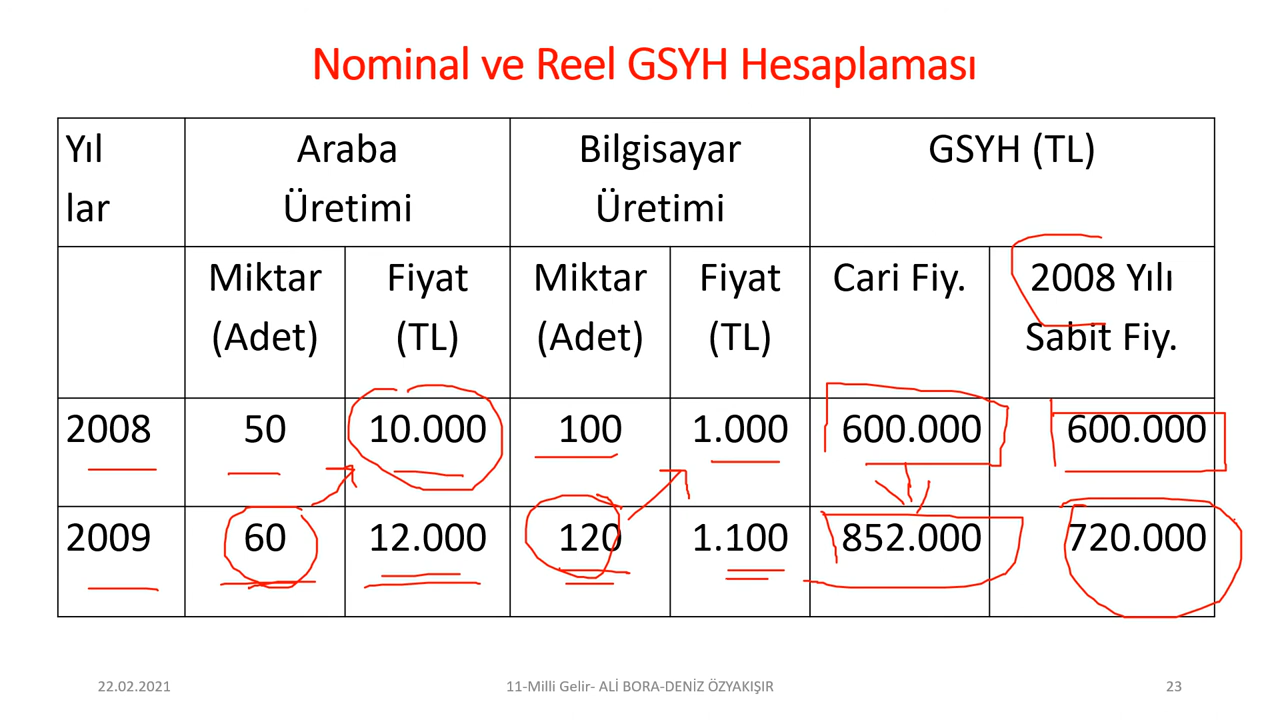 Nominal ve Reel GSYH Hesaplaması
Yıl
lar
Araba
Üretimi
Bilgisayar
Üretimi
GSYH (TL)
Miktar
(Adet)
Fiyat
(TL)
Miktar
(Adet)
Fiyat
(TL)
Cari Fiy.
2008 Yılı
Sabit Fiy.
2008 50 10.000 100 1.000 600.000 600.000
2009 60 12.000 120 1.100 852.000 720.000
22.02.2021 11-Milli Gelir- ALİ BORA-DENİZ ÖZYAKIŞIR 23